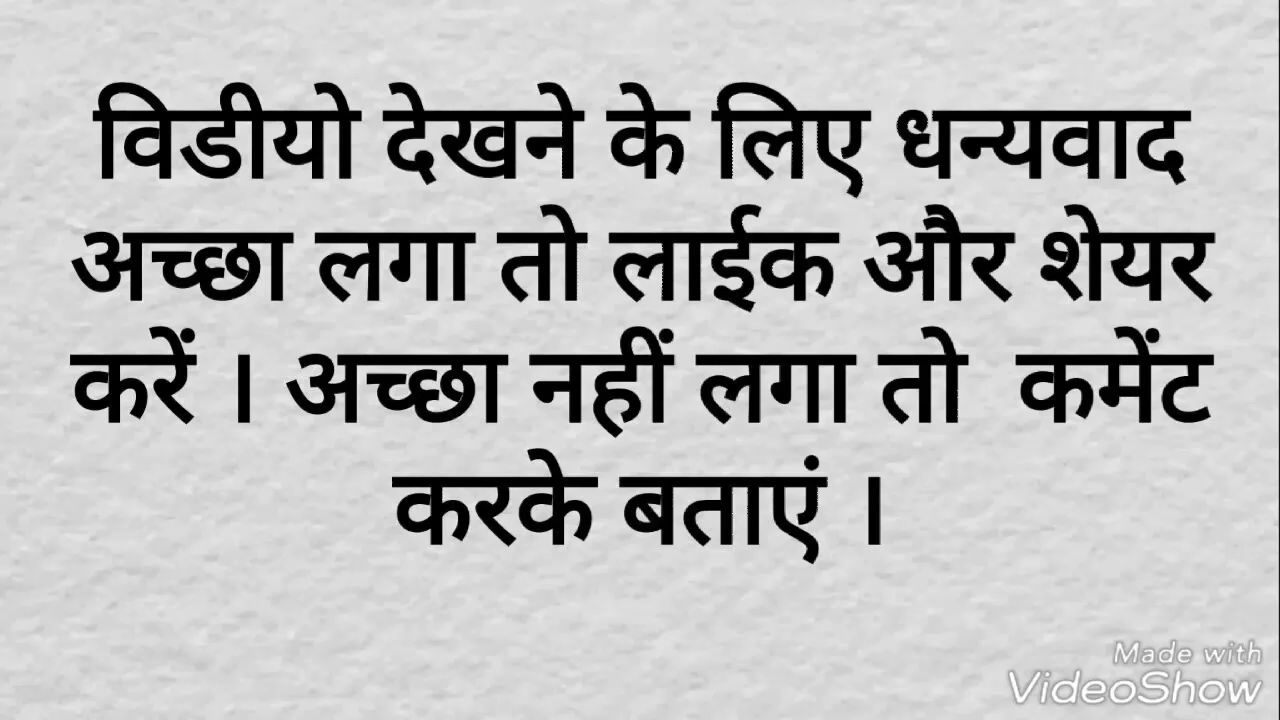 विडीयो देखने के लिए धन्यवाद
अच्छा लगा तो लाईक और शेयर
करें । अच्छा नहीं लगा तो कमेंट
करके बताएं ।
Made with
VideoShow